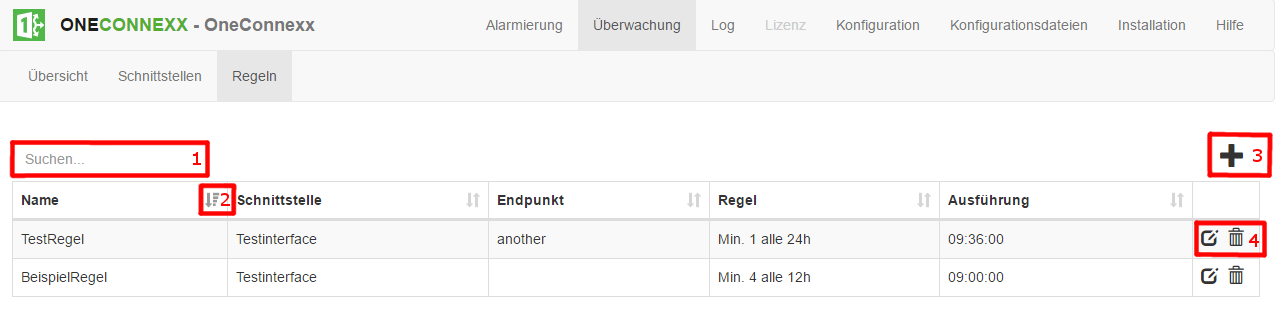 ONECONNEXX - OneConnexx Alarmierung Überwachung Log Lizenz Konfiguration Konfigurationsdateien Installation Hilfe
Übersicht Schnittstellen Regeln
Suchen... 1 3
Name 2 Schnittstelle Endpunkt Regel Ausführung
TestRegel Testinterface another Min. 1 alle 24h 09:36:00 4
BeispielRegel Testinterface Min. 4 alle 12h 09:00:00